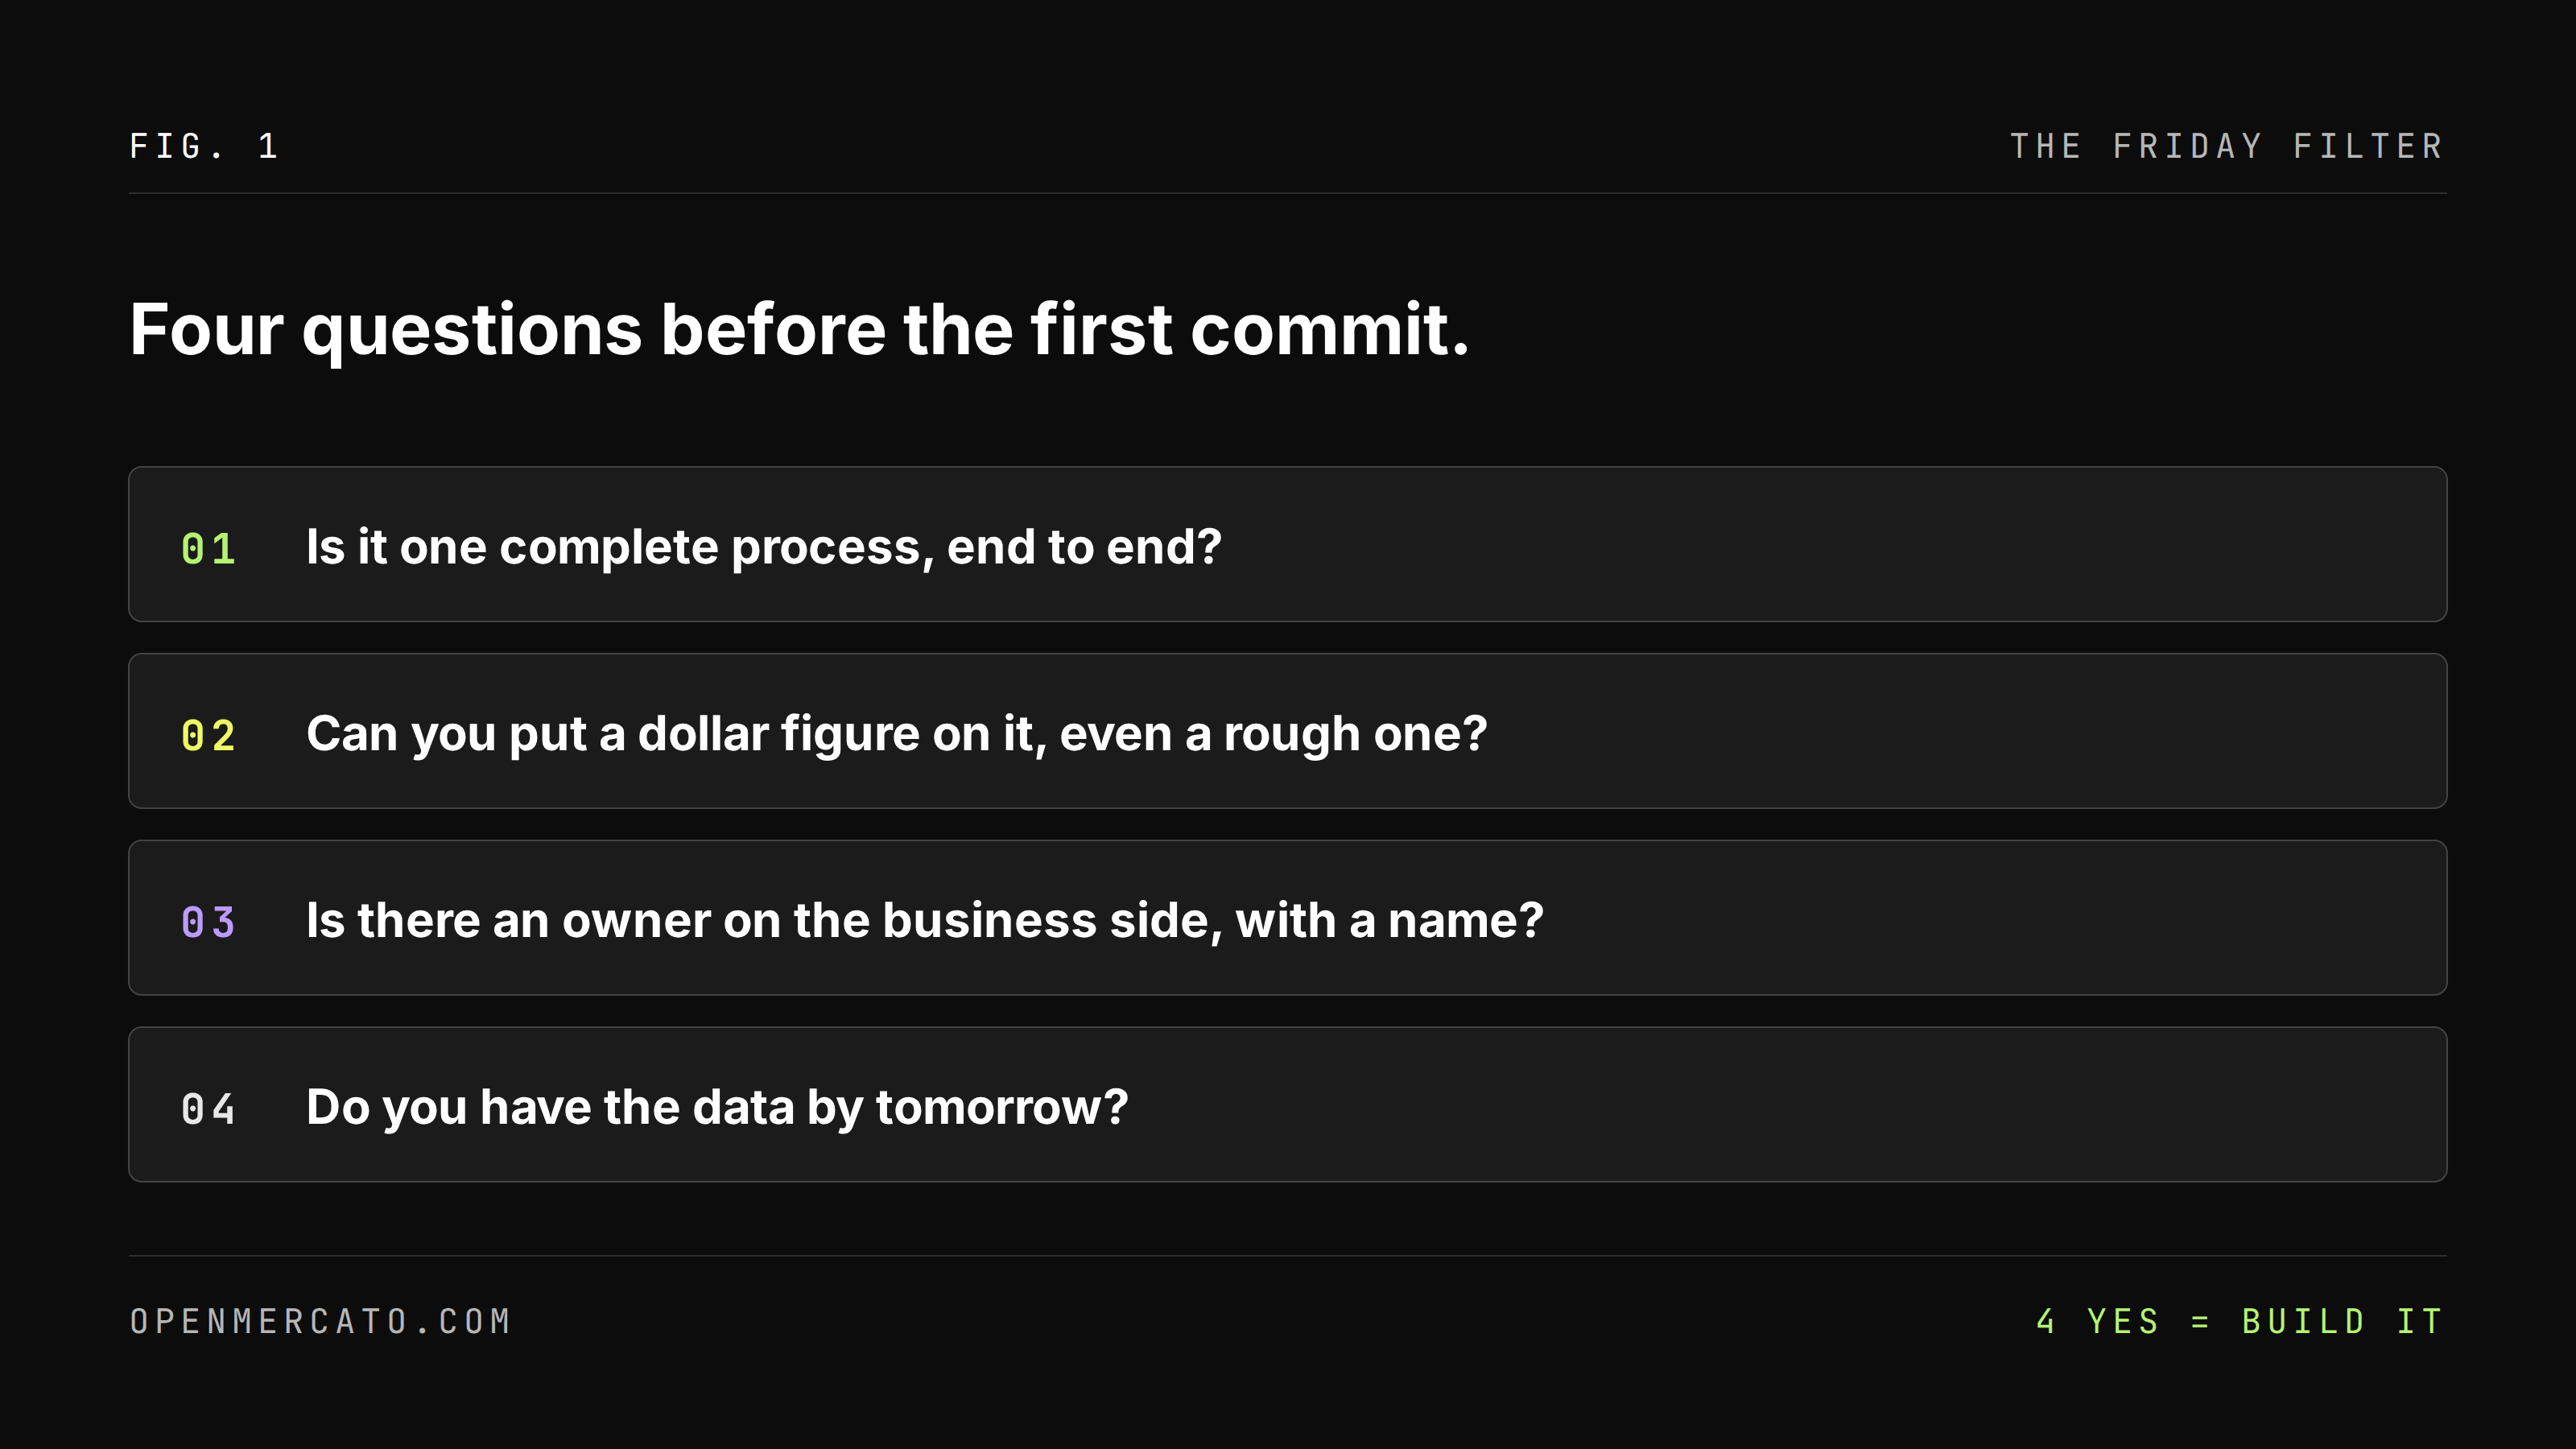 FIG. 1
THE FRIDAY FILTER
Four questions before the first commit.
01 Is it one complete process, end to end?
02 Can you put a dollar figure on it, even a rough one?
03 Is there an owner on the business side, with a name?
04 Do you have the data by tomorrow?
OPENMERCATO.COM
4 YES = BUILD IT